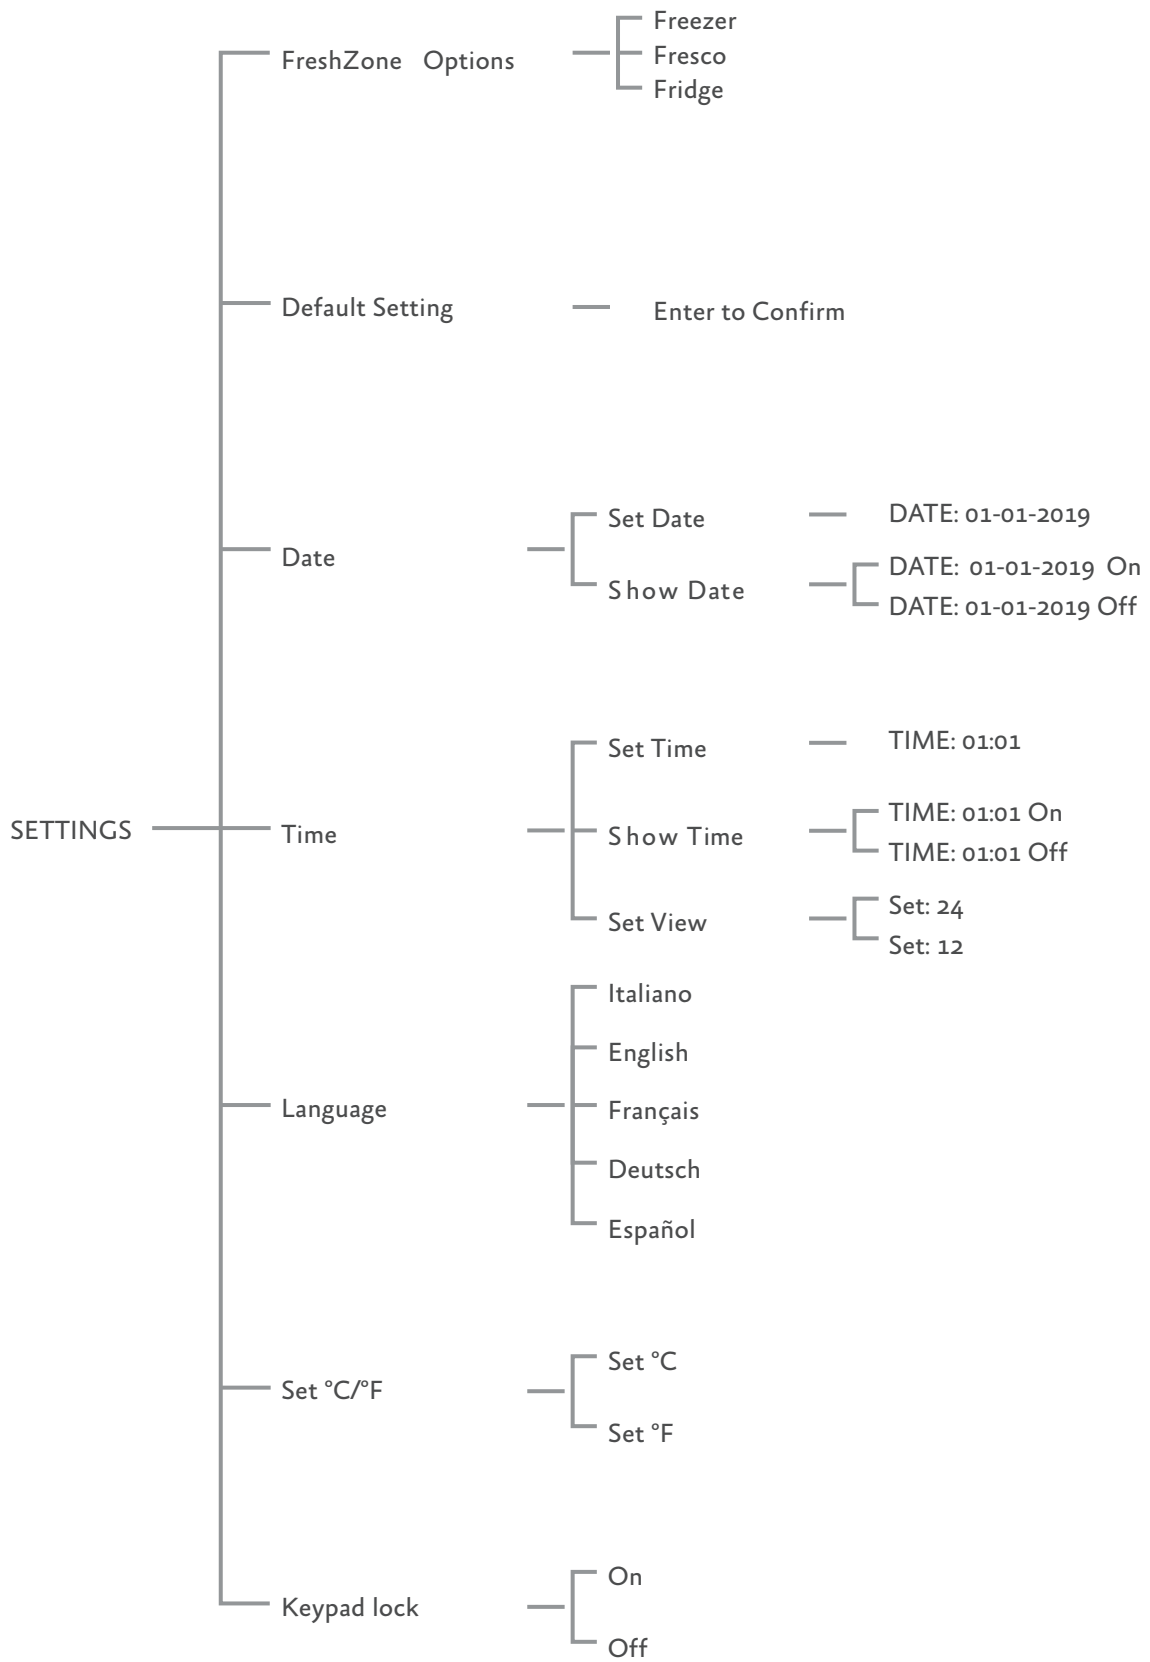 Freezer
FreshZone Options
Fresco
Fridge
Default Setting
Enter to Confirm
Set Date
DATE: 01-01-2019
Date
Show Date
DATE: 01-01-2019 On
DATE: 01-01-2019 Off
Set Time
TIME: 01:01
SETTINGS
Time
Show Time
TIME: 01:01 On
TIME: 01:01 Off
Set View
Set: 24
Set: 12
Italiano
English
Language
Français
Deutsch
Español
Set °C/°F
Set °C
Set °F
Keypad lock
On
Off